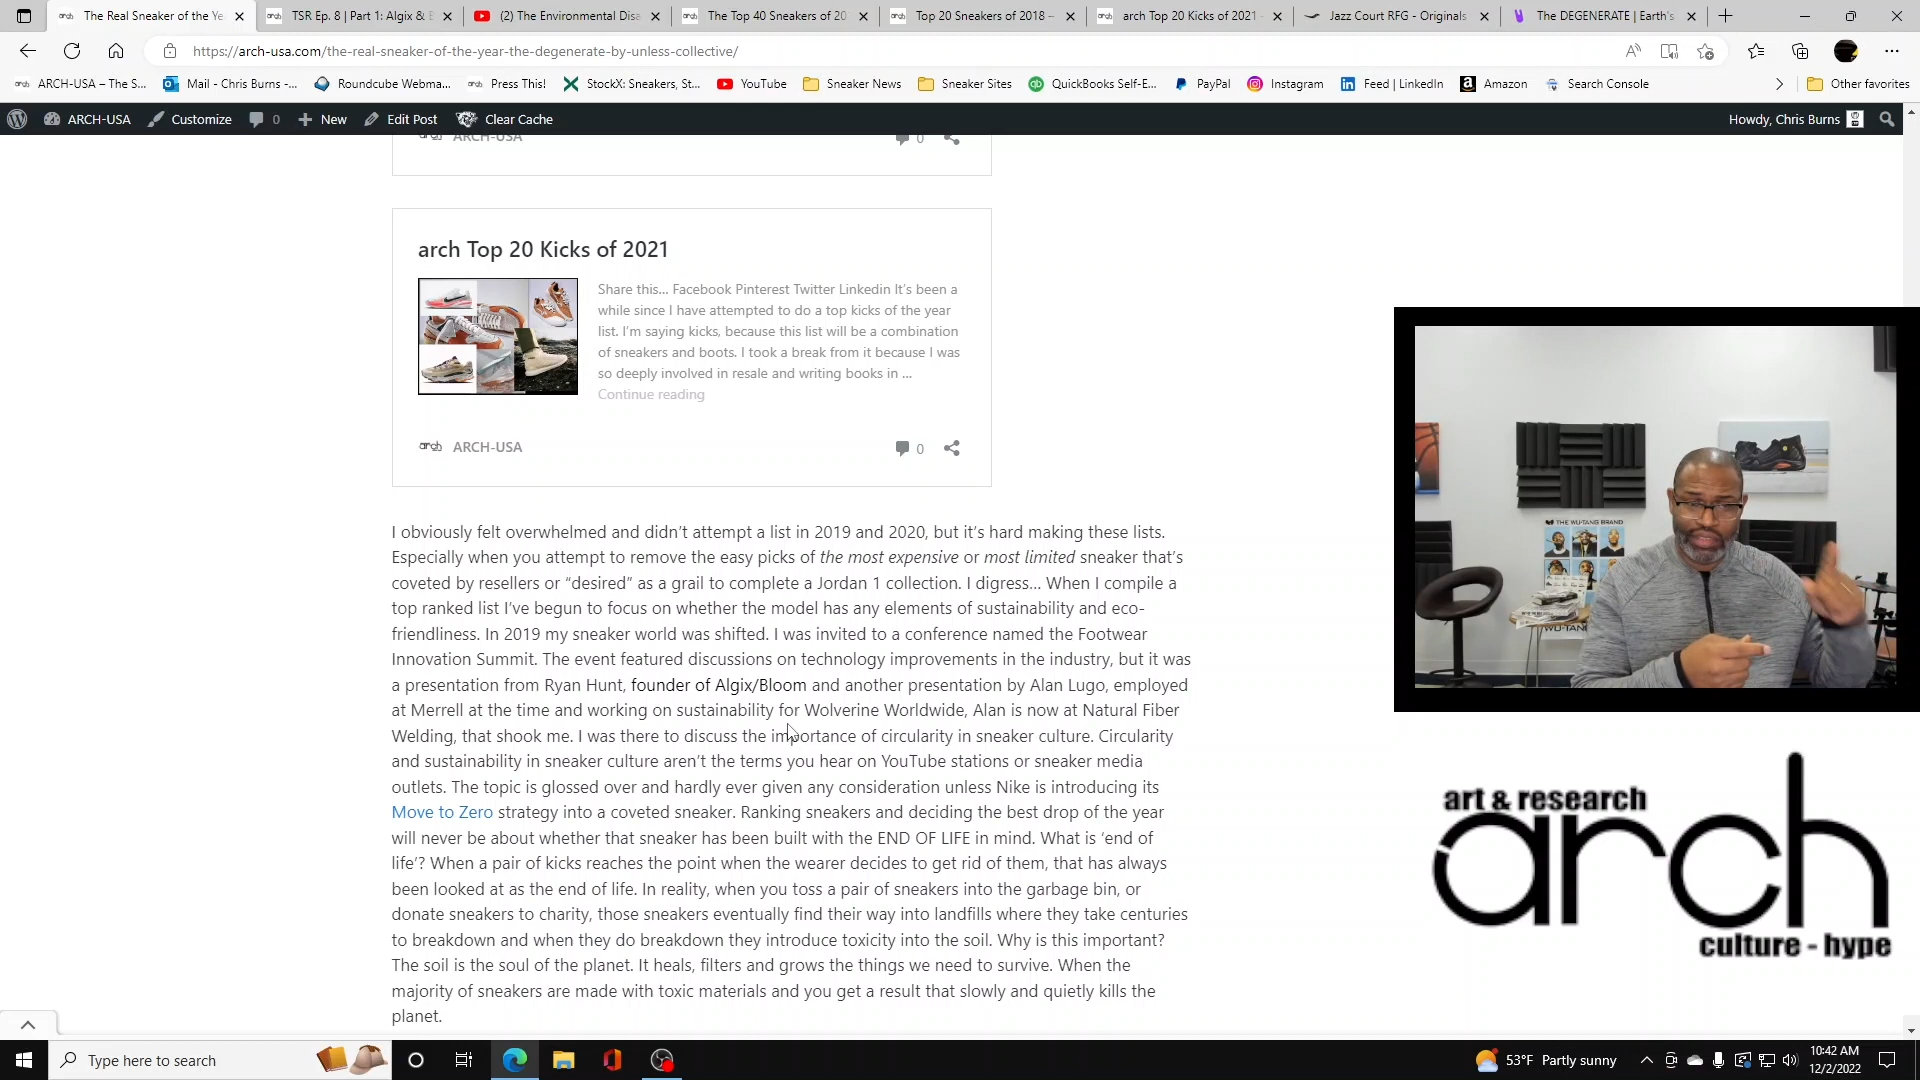 The Real Sneaker of the Ye
TSR Ep. 8 | Part 1: Algix & E
(2) The Environmental Disa
The Top 40 Sneakers of 20
Top 20 Sneakers of 2018 –
arch Top 20 Kicks of 2021 -
Jazz Court RFG - Originals
The DEGENERATE | Earth's
https://arch-usa.com/the-real-sneaker-of-the-year-the-degenerate-by-unless-collective/
ARCH-USA – The S...
Mail - Chris Burns -...
Roundcube Webma...
Press This!
StockX: Sneakers, St...
YouTube
Sneaker News
Sneaker Sites
QuickBooks Self-E...
PayPal
Instagram
Feed | LinkedIn
Amazon
Search Console
Other favorites
ARCH-USA
Customize
0
New
Edit Post
Clear Cache
Howdy, Chris Burns
ARCH-USA
0
arch Top 20 Kicks of 2021
Share this… Facebook Pinterest Twitter Linkedin It's been a
while since I have attempted to do a top kicks of the year
list. I'm saying kicks, because this list will be a combination
of sneakers and boots. I took a break from it because I was
so deeply involved in resale and writing books in ...
Continue reading
arch ARCH-USA
0
I obviously felt overwhelmed and didn't attempt a list in 2019 and 2020, but it's hard making these lists.
Especially when you attempt to remove the easy picks of the most expensive or most limited sneaker that's
coveted by resellers or “desired” as a grail to complete a Jordan 1 collection. I digress… When I compile a
top ranked list I've begun to focus on whether the model has any elements of sustainability and eco-
friendliness. In 2019 my sneaker world was shifted. I was invited to a conference named the Footwear
Innovation Summit. The event featured discussions on technology improvements in the industry, but it was
a presentation from Ryan Hunt, founder of Algix/Bloom and another presentation by Alan Lugo, employed
at Merrell at the time and working on sustainability for Wolverine Worldwide, Alan is now at Natural Fiber
Welding, that shook me. I was there to discuss the importance of circularity in sneaker culture. Circularity
and sustainability in sneaker culture aren't the terms you hear on YouTube stations or sneaker media
outlets. The topic is glossed over and hardly ever given any consideration unless Nike is introducing its
Move to Zero strategy into a coveted sneaker. Ranking sneakers and deciding the best drop of the year
will never be about whether that sneaker has been built with the END OF LIFE in mind. What is ‘end of
life’? When a pair of kicks reaches the point when the wearer decides to get rid of them, that has always
been looked at as the end of life. In reality, when you toss a pair of sneakers into the garbage bin, or
donate sneakers to charity, those sneakers eventually find their way into landfills where they take centuries
to breakdown and when they do breakdown they introduce toxicity into the soil. Why is this important?
The soil is the soul of the planet. It heals, filters and grows the things we need to survive. When the
majority of sneakers are made with toxic materials and you get a result that slowly and quietly kills the
planet.
THE WU-TANG BRAND
WU-TAN
art & research
arch
culture - hype
Type here to search
53°F Partly sunny
10:42 AM
12/2/2022